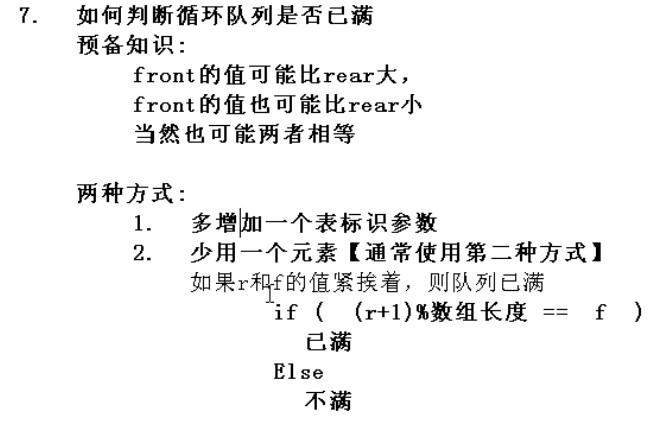 7. 如何判断循环队列是否已满
预备知识:
front的值可能比rear大,
front的值也可能比rear小
当然也可能两者相等
两种方式:
1. 多增加一个表标识参数
2. 少用一个元素【通常使用第二种方式】
如果r和f的值紧挨着,则队列已满
if ( (r+1)%数组长度 == f )
已满
Else
不满